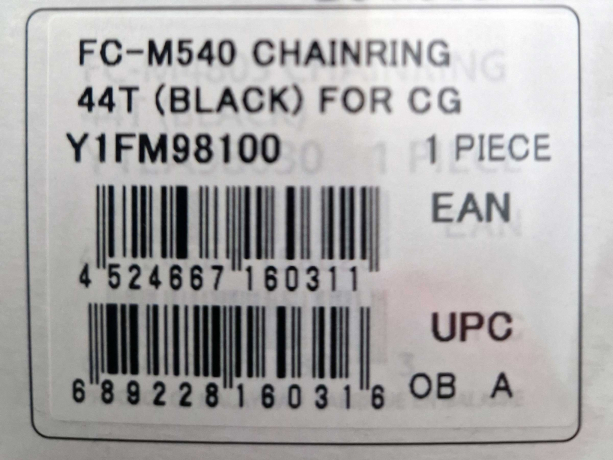 FC-M540 CHAINRING
44T (BLACK) FOR CG
Y1FM98100 1 PIECE
EAN
4 524667 160311
UPC
6 89228 16031 6
OB A